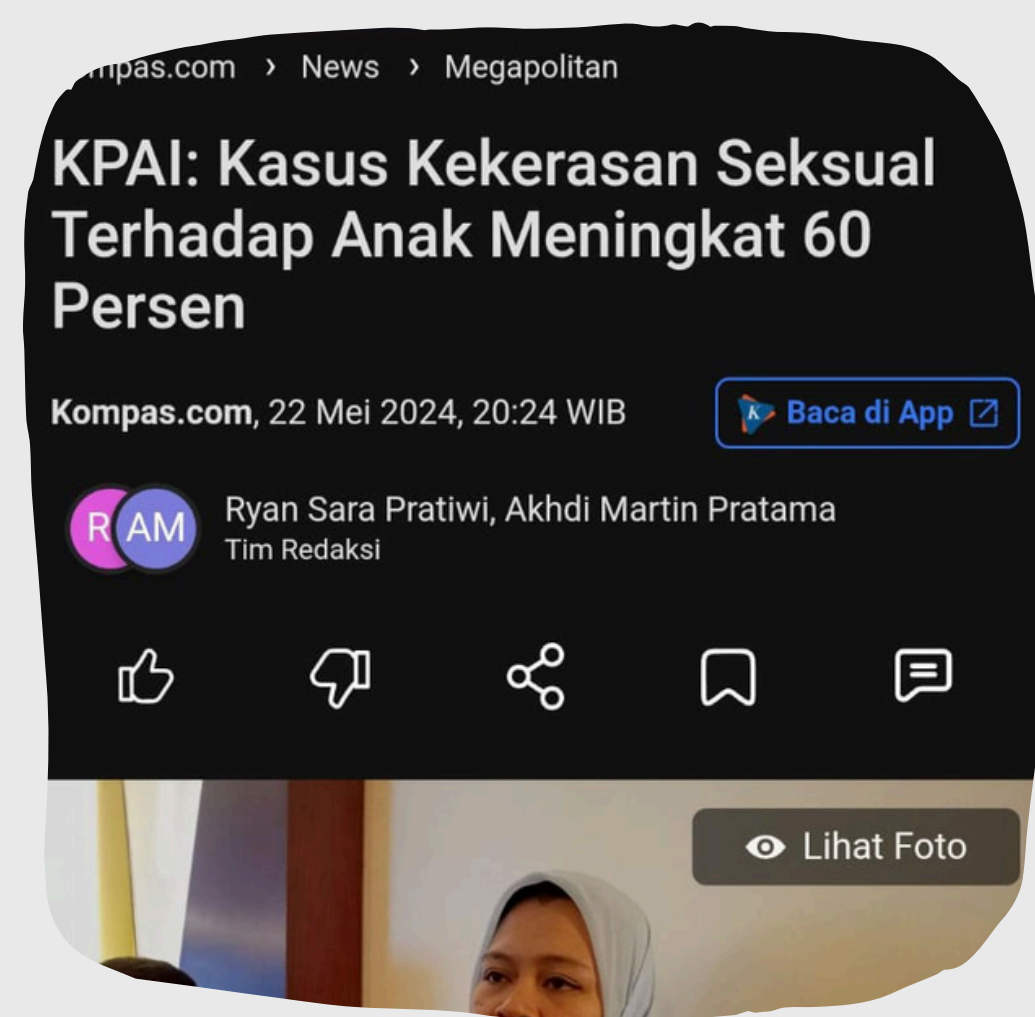 mpas.com > News > Megapolitan
KPAI: Kasus Kekerasan Seksual
Terhadap Anak Meningkat 60
Persen
Kompas.com, 22 Mei 2024, 20:24 WIB
K Baca di App
R AM
Ryan Sara Pratiwi, Akhdi Martin Pratama
Tim Redaksi
Lihat Foto